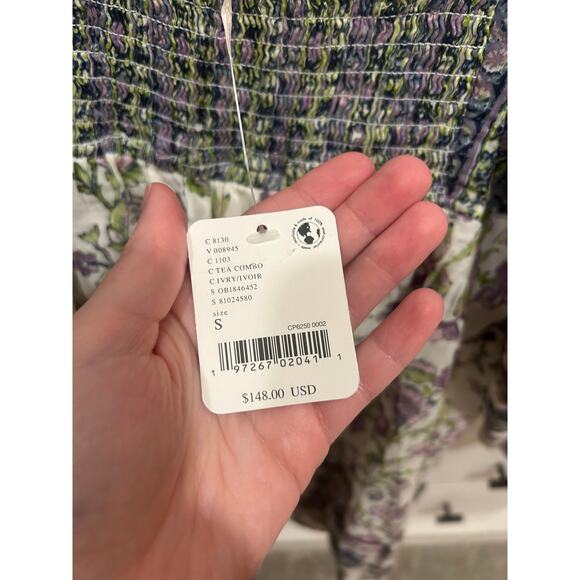 C 8130
V 008945
C 1103
C TEA COMBO
C IVRY/IVOIR
S OB1846452
S 81024580
size
S
CP6250 0002
1 97267 02041 1
$148.00 USD